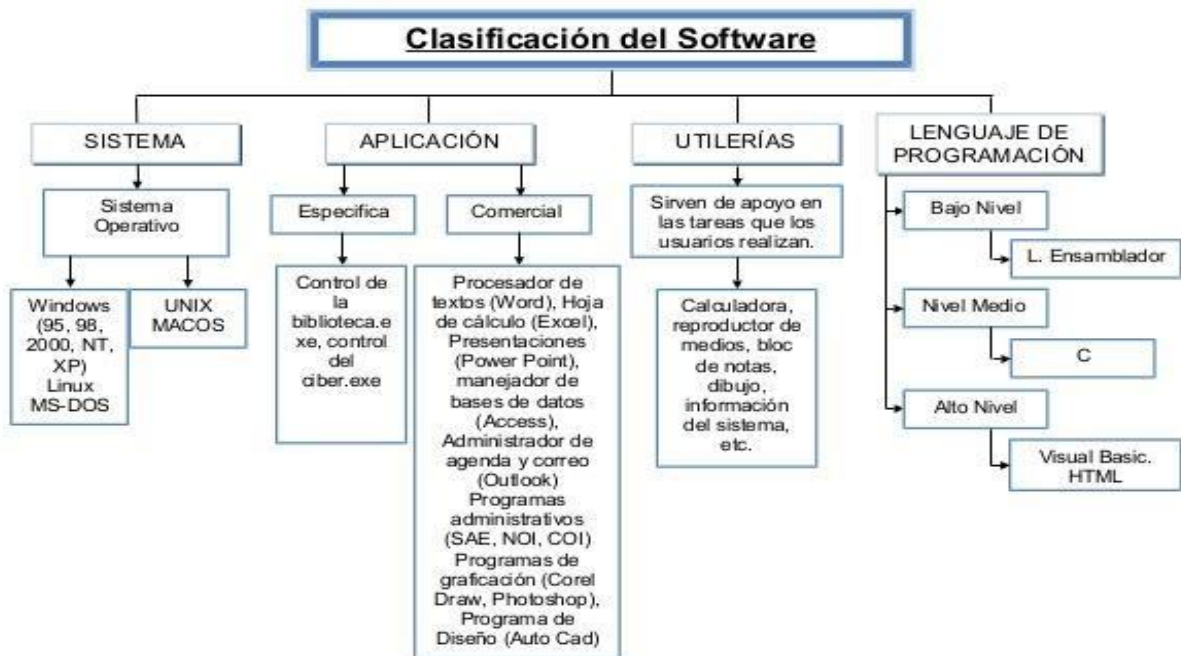 Clasificación del Software
SISTEMA
Sistema
Operativo
Windows
(95, 98,
2000, NT,
XP)
Linux
MS-DOS
UNIX
MACOS
APLICACIÓN
Especifica
Control de
la
biblioteca.e
xe, control
del
ciber.exe
Comercial
Procesador de
textos (Word), Hoja
de cálculo (Excel),
Presentaciones
(Power Point),
manejador de
bases de datos
(Access),
Administrador de
agenda y correo
(Outlook)
Programas
administrativos
(SAE, NOI, COI)
Programas de
graficación (Corel
Draw, Photoshop),
Programa de
Diseño (Auto Cad)
UTILERÍAS
Sirven de apoyo en
las tareas que los
usuarios realizan.
Calculadora,
reproductor de
medios, bloc
de notas,
dibujo,
información
del sistema,
etc.
LENGUAJE DE
PROGRAMACIÓN
Bajo Nivel
L. Ensamblador
Nivel Medio
C
Alto Nivel
Visual Basic.
HTML